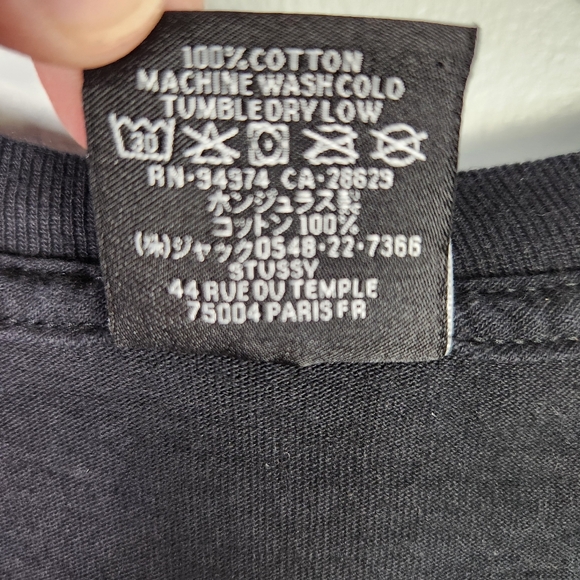 100% COTTON
MACHINE WASH COLD
TUMBLE DRY LOW
30
RN-94974 CA-28629
ホンジュラス製
コットン 100%
(株)ジャック0548-22-7366
STUSSY
44 RUE DU TEMPLE
75004 PARIS FR